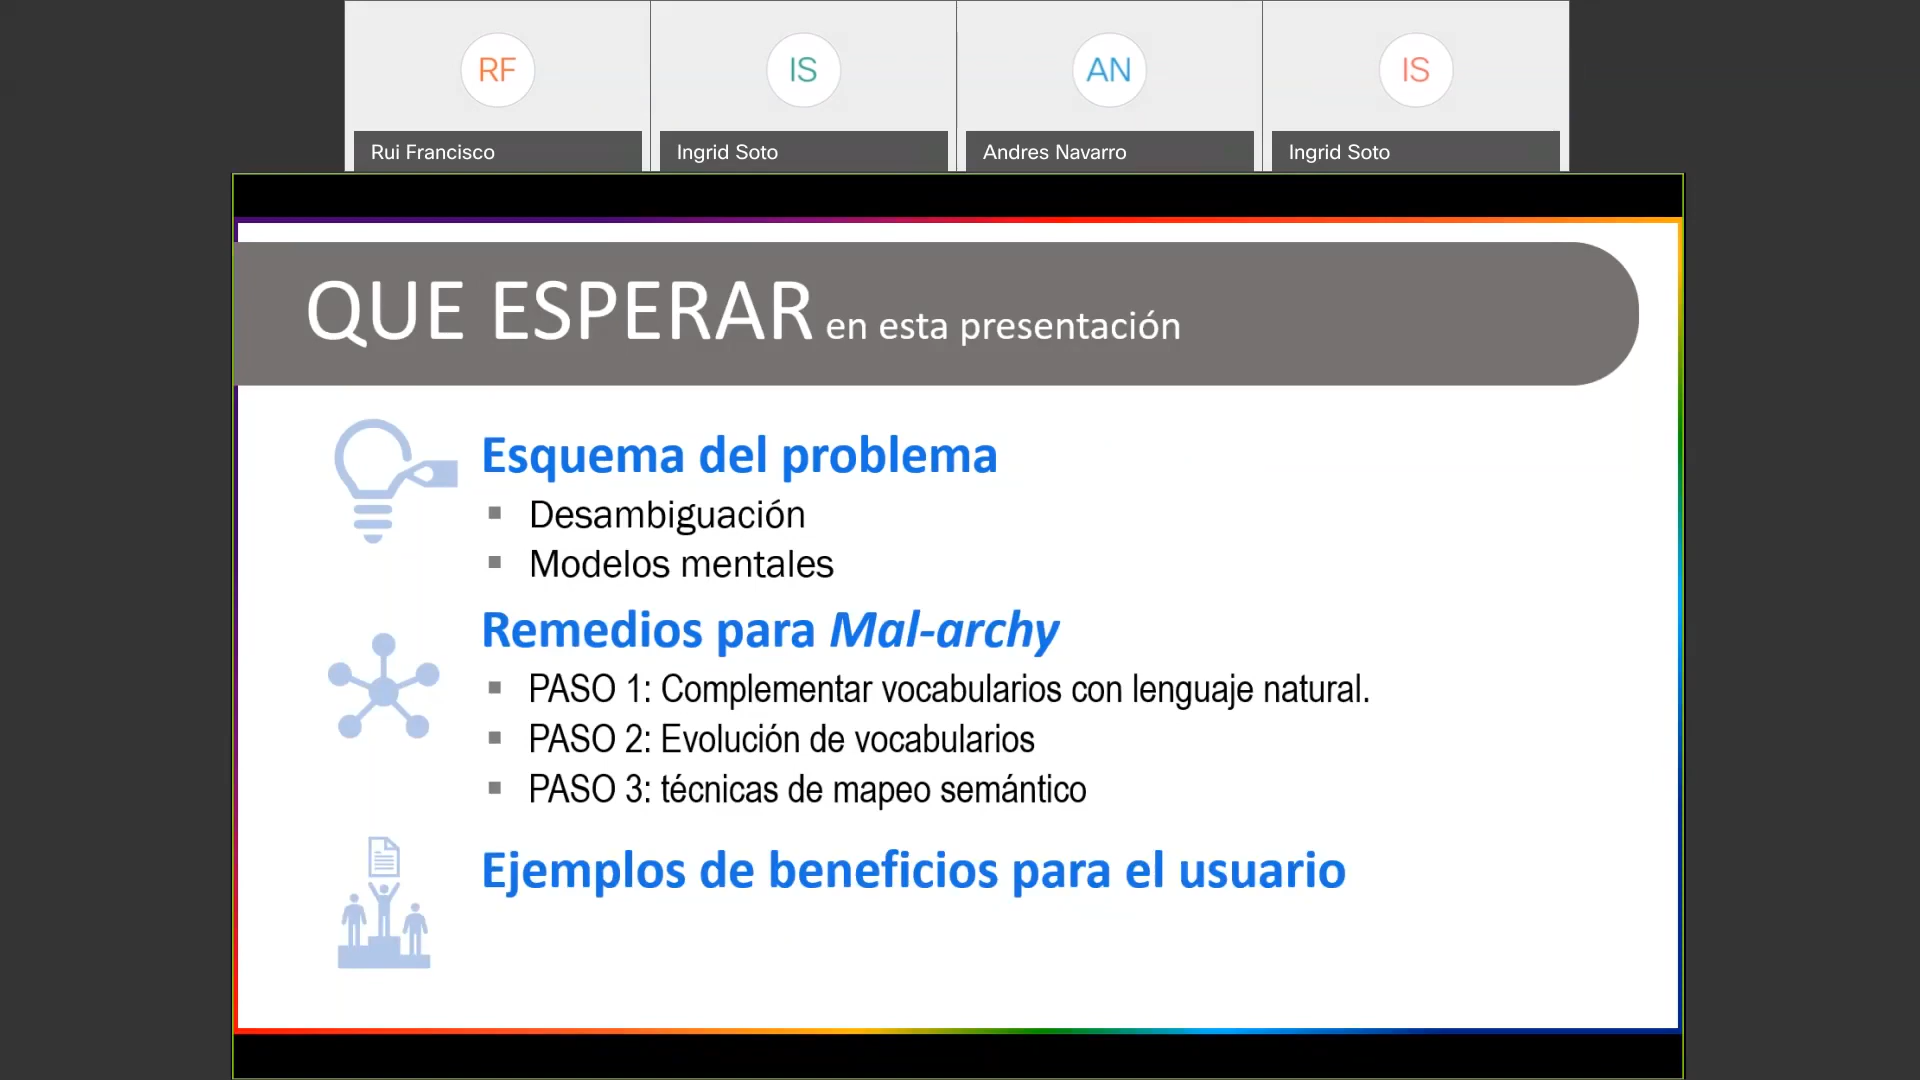 RF
IS
AN
IS
Rui Francisco
Ingrid Soto
Andres Navarro
Ingrid Soto
QUE ESPERAR en esta presentación
Esquema del problema
▪ Desambiguación
▪ Modelos mentales
Remedios para Mal-archy
▪ PASO 1: Complementar vocabularios con lenguaje natural.
▪ PASO 2: Evolución de vocabularios
▪ PASO 3: técnicas de mapeo semántico
Ejemplos de beneficios para el usuario